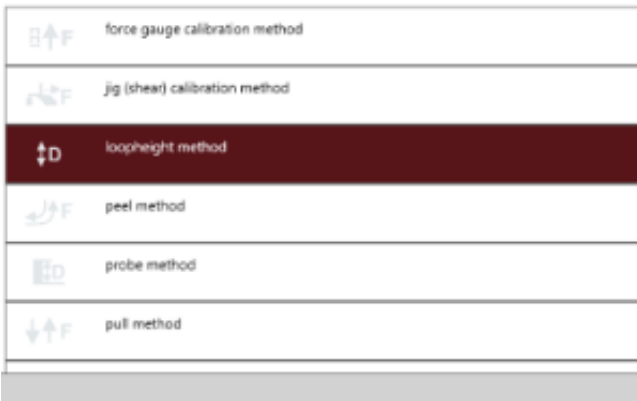 F force gauge calibration method
F jig (shear) calibration method
D loopheight method
F peel method
D probe method
F pull method